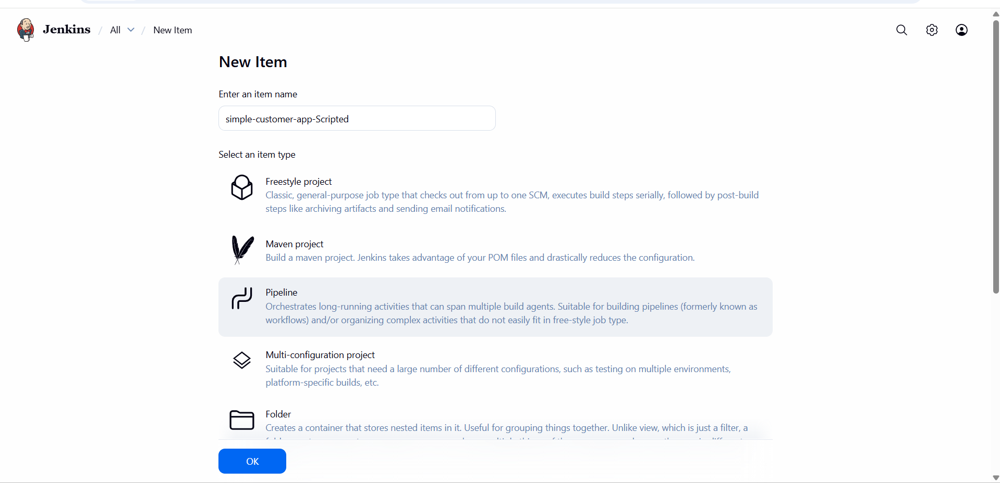 Jenkins / All / New Item
New Item
Enter an item name
simple-customer-app-Scripted
Select an item type
Freestyle project
Classic, general-purpose job type that checks out from up to one SCM, executes build steps serially, followed by post-build
steps like archiving artifacts and sending email notifications.
Maven project
Build a maven project. Jenkins takes advantage of your POM files and drastically reduces the configuration.
Pipeline
Orchestrates long-running activities that can span multiple build agents. Suitable for building pipelines (formerly known as
workflows) and/or organizing complex activities that do not easily fit in free-style job type.
Multi-configuration project
Suitable for projects that need a large number of different configurations, such as testing on multiple environments,
platform-specific builds, etc.
Folder
Creates a container that stores nested items in it. Useful for grouping things together. Unlike view, which is just a filter, a
OK